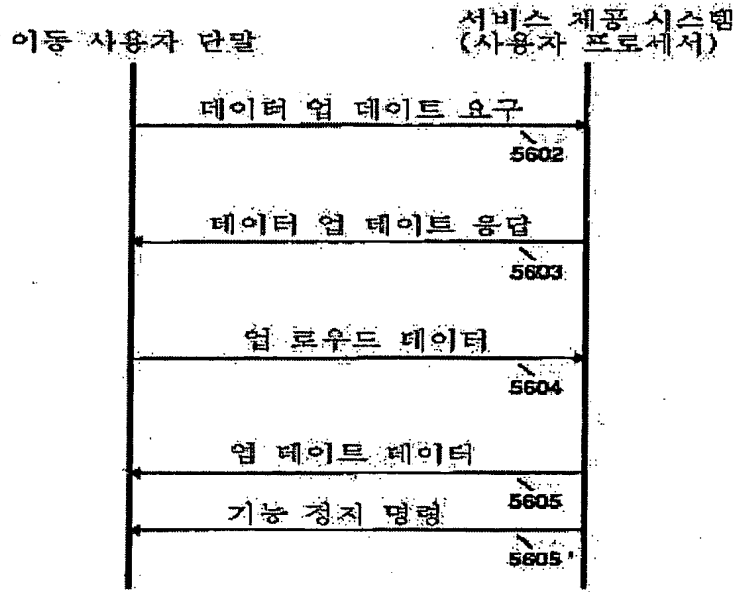 이동 사용자 단말
서비스 제공 시스템
(사용자 프로세서)
데이터 업 데이트 요구
5602
데이터 업 데이트 응답
5603
업 로우드 데이터
5604
업 데이트 데이터
5605
기능 정지 명령
5605'